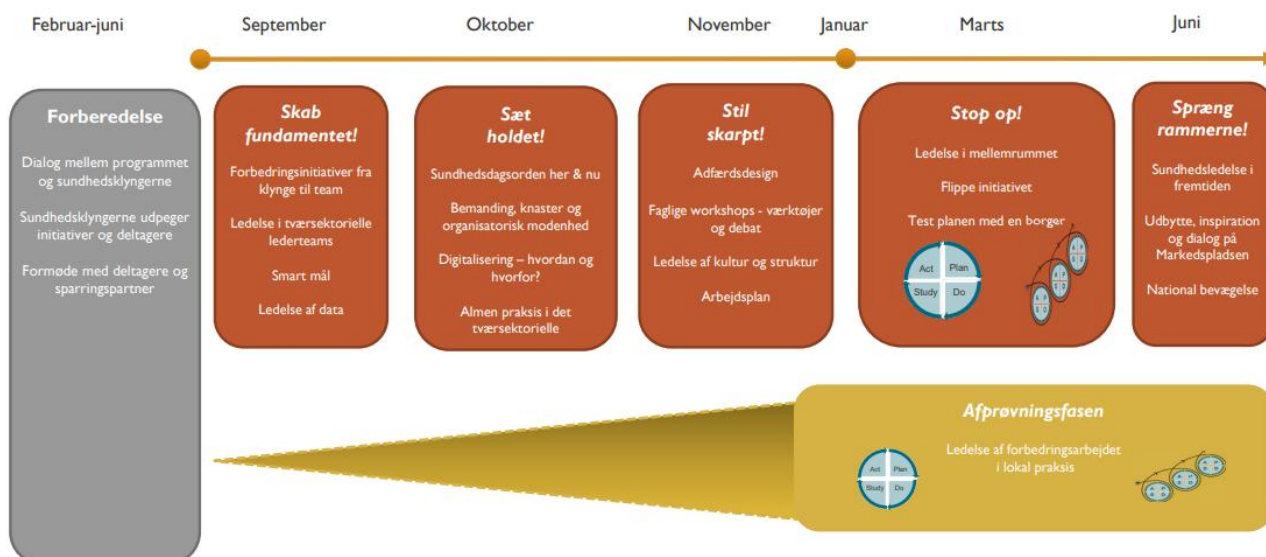 Februar-juni
September
Oktober
November
Januar
Marts
Juni
Forberedelse
Dialog mellem programmet
og sundhedsklyngerne
Sundhedsklyngerne udpeger
initiativer og deltagere
Formøde med deltagere og
sparringspartner
Skab
fundamentet!
Forbedringsinitiativer fra
klynge til team
Ledelse i tværsektorielle
lederteams
Smart mål
Ledelse af data
Sæt
holdet!
Sundhedsdagsorden her & nu
Bemanding, knaster og
organisatorisk modenhed
Digitalisering – hvordan og
hvorfor?
Almen praksis i det
tværsektorielle
Stil
skarpt!
Adfærdsdesign
Faglige workshops - værktøjer
og debat
Ledelse af kultur og struktur
Arbejdsplan
Stop op!
Ledelse i mellemrummet
Flippe initiativet
Test planen med en borger
Act Plan
Study Do
A P
S D
A P
S D
A P
S D
Spræng
rammerne!
Sundhedsledelse i
fremtiden
Udbytte, inspiration
og dialog på
Markedspladsen
National bevægelse
Afprøvningsfasen
Ledelse af forbedringsarbejdet
i lokal praksis
Act Plan
Study Do